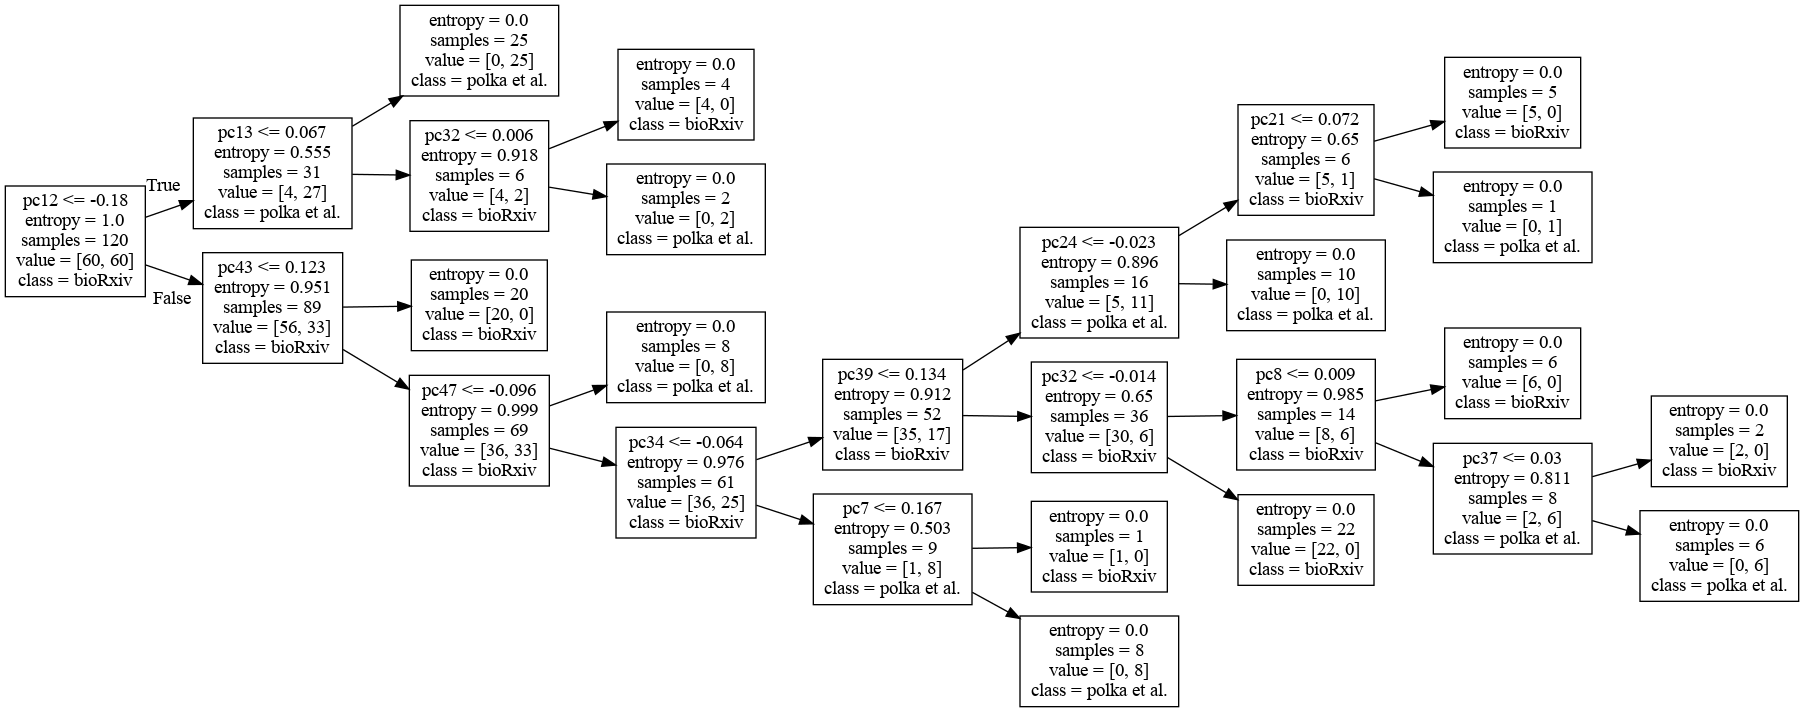 pc12 <= -0.18
entropy = 1.0
samples = 120
value = [60, 60]
class = bioRxiv
True
False
pc13 <= 0.067
entropy = 0.555
samples = 31
value = [4, 27]
class = polka et al.
pc43 <= 0.123
entropy = 0.951
samples = 89
value = [56, 33]
class = bioRxiv
entropy = 0.0
samples = 25
value = [0, 25]
class = polka et al.
pc32 <= 0.006
entropy = 0.918
samples = 6
value = [4, 2]
class = bioRxiv
entropy = 0.0
samples = 20
value = [20, 0]
class = bioRxiv
pc47 <= -0.096
entropy = 0.999
samples = 69
value = [36, 33]
class = bioRxiv
entropy = 0.0
samples = 4
value = [4, 0]
class = bioRxiv
entropy = 0.0
samples = 2
value = [0, 2]
class = polka et al.
entropy = 0.0
samples = 8
value = [0, 8]
class = polka et al.
pc34 <= -0.064
entropy = 0.976
samples = 61
value = [36, 25]
class = bioRxiv
pc39 <= 0.134
entropy = 0.912
samples = 52
value = [35, 17]
class = bioRxiv
pc7 <= 0.167
entropy = 0.503
samples = 9
value = [1, 8]
class = polka et al.
pc24 <= -0.023
entropy = 0.896
samples = 16
value = [5, 11]
class = polka et al.
pc32 <= -0.014
entropy = 0.65
samples = 36
value = [30, 6]
class = bioRxiv
entropy = 0.0
samples = 1
value = [1, 0]
class = bioRxiv
entropy = 0.0
samples = 8
value = [0, 8]
class = polka et al.
pc21 <= 0.072
entropy = 0.65
samples = 6
value = [5, 1]
class = bioRxiv
entropy = 0.0
samples = 10
value = [0, 10]
class = polka et al.
pc8 <= 0.009
entropy = 0.985
samples = 14
value = [8, 6]
class = bioRxiv
entropy = 0.0
samples = 22
value = [22, 0]
class = bioRxiv
entropy = 0.0
samples = 5
value = [5, 0]
class = bioRxiv
entropy = 0.0
samples = 1
value = [0, 1]
class = polka et al.
entropy = 0.0
samples = 6
value = [6, 0]
class = bioRxiv
pc37 <= 0.03
entropy = 0.811
samples = 8
value = [2, 6]
class = polka et al.
entropy = 0.0
samples = 2
value = [2, 0]
class = bioRxiv
entropy = 0.0
samples = 6
value = [0, 6]
class = polka et al.